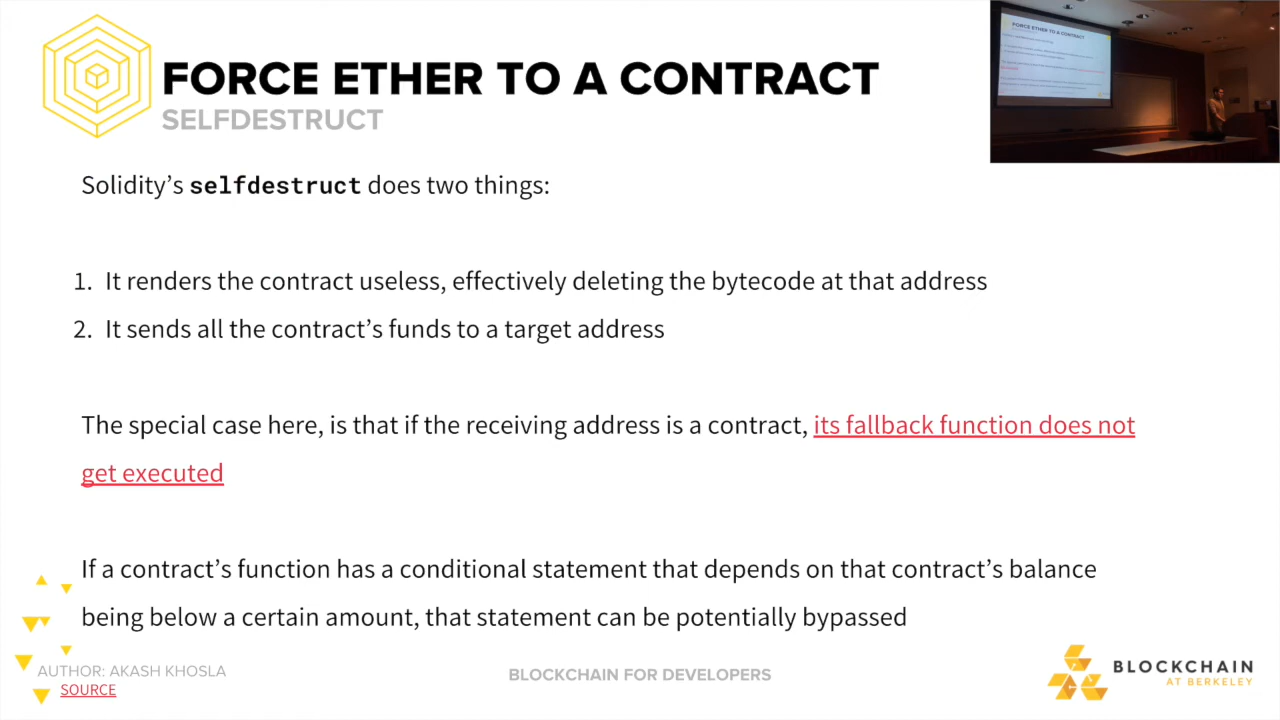 FORCE ETHER TO A CONTRACT
SELFDESTRUCT
FORCE ETHER TO A CONTRACT
Solidity’s selfdestruct does two things:
1. It renders the contract useless, effectively deleting the bytecode at that address
2. It sends all the contract’s funds to a target address
The special case here, is that if the receiving address is a contract, its fallback function does not
get executed
If a contract’s function has a conditional statement that depends on that contract’s balance
being below a certain amount, that statement can be potentially bypassed
AUTHOR: AKASH KHOSLA
SOURCE
BLOCKCHAIN FOR DEVELOPERS
BLOCKCHAIN
AT BERKELEY